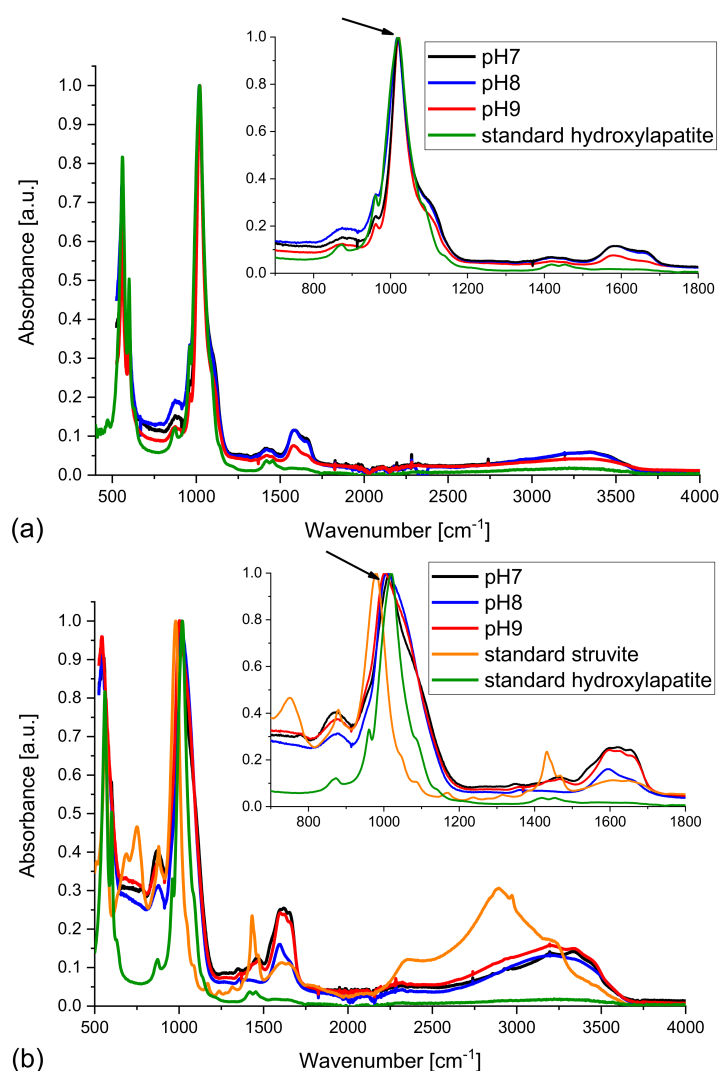 pH7
pH8
pH9
standard hydroxylapatite
1.0
0.8
0.6
0.4
0.2
0.0
800 1000 1200 1400 1600 1800
Absorbance [a.u.]
1.0
0.9
0.8
0.7
0.6
0.5
0.4
0.3
0.2
0.1
0.0
500 1000 1500 2000 2500 3000 3500 4000
(a)
Wavenumber [cm-1]
pH7
pH8
pH9
standard struvite
standard hydroxylapatite
1.0
0.8
0.6
0.4
0.2
0.0
800 1000 1200 1400 1600 1800
Absorbance [a.u.]
1.0
0.9
0.8
0.7
0.6
0.5
0.4
0.3
0.2
0.1
0.0
500 1000 1500 2000 2500 3000 3500 4000
(b)
Wavenumber [cm-1]